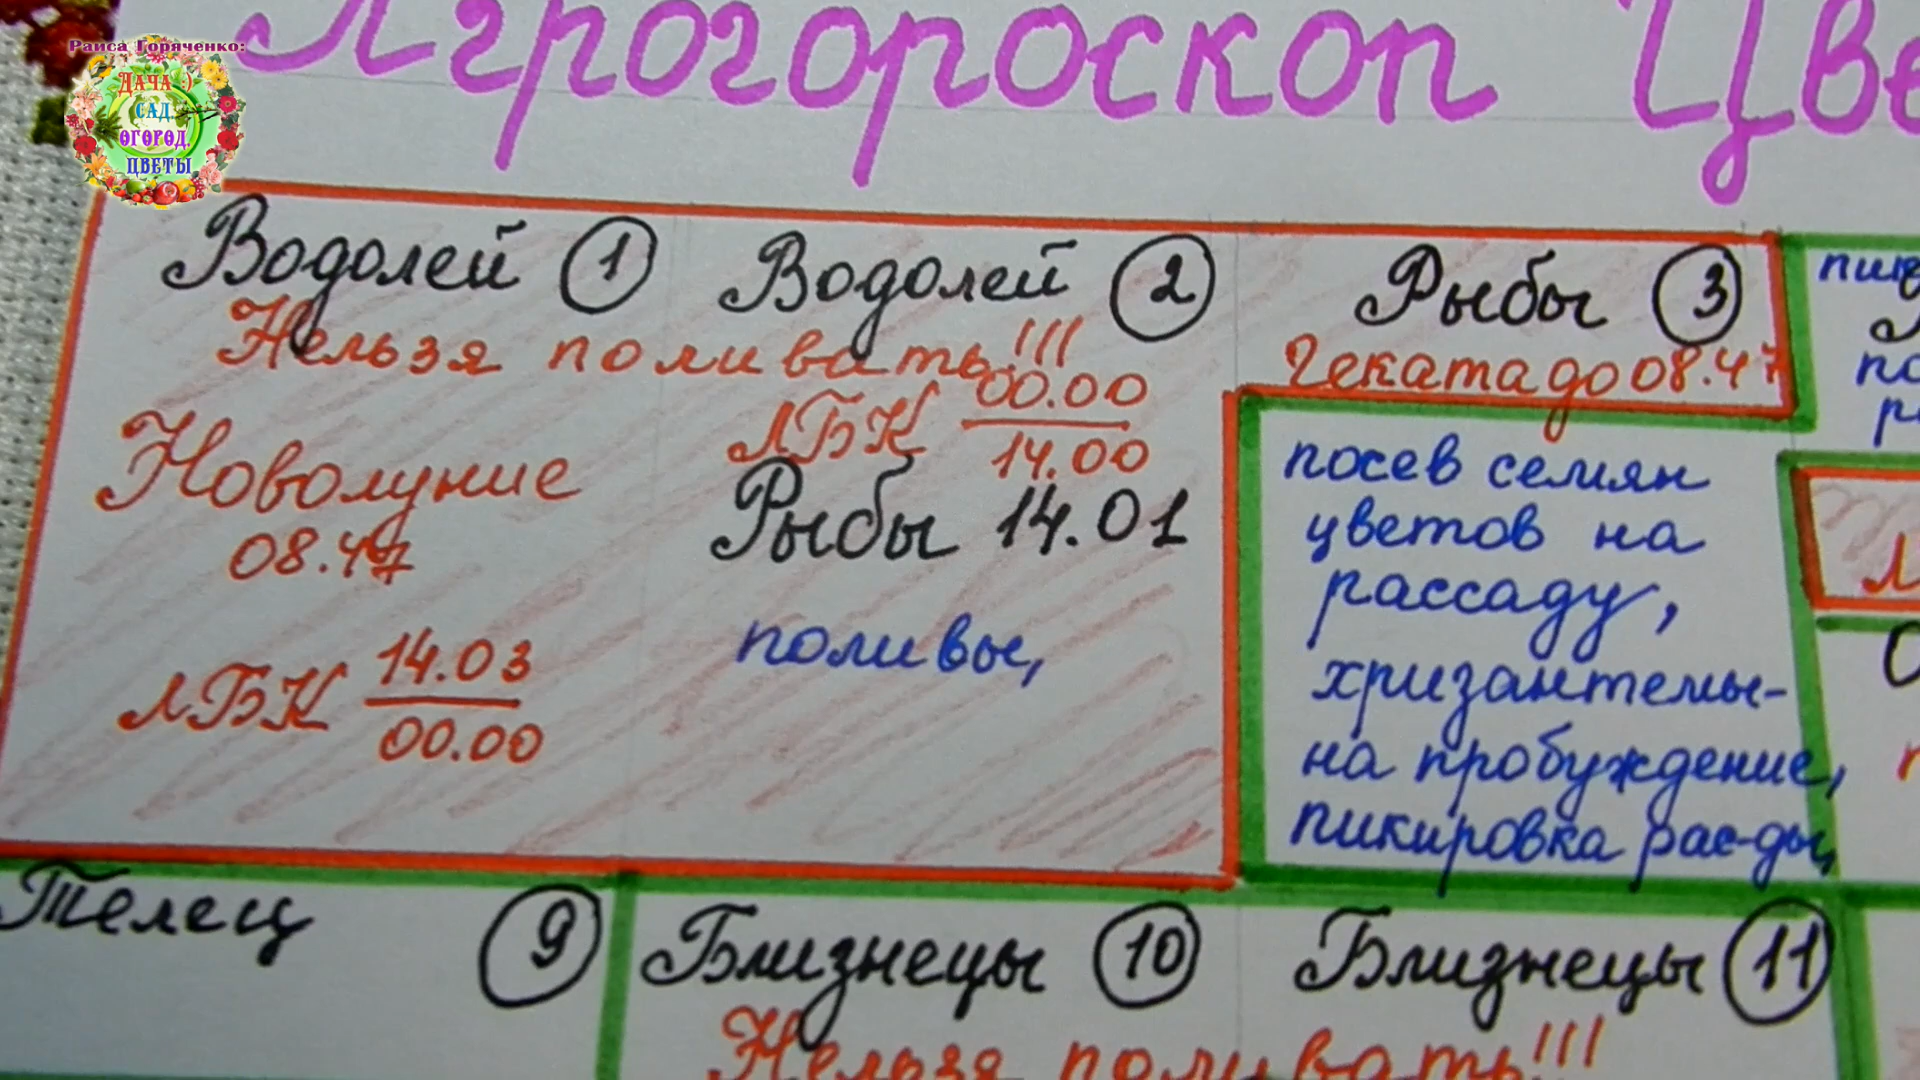 Раиса Горяченко:
Дача :)
сад,
огород,
цветы
Агрогороскоп
Водолей 1
Водолей 2
Рыбы 3
Нельзя поливать!!!
Новолуние
08.47
ЛБК 14.03
00.00
ЛБК 00.00
14.00
Рыбы 14.01
поливы,
Геката до 08.47
посев семян
цветов на
рассаду,
хризантемы-
на пробуждение,
пикировка рас-ды,
Телец 9
Близнецы 10
Близнецы 11
Нельзя поливать!!!